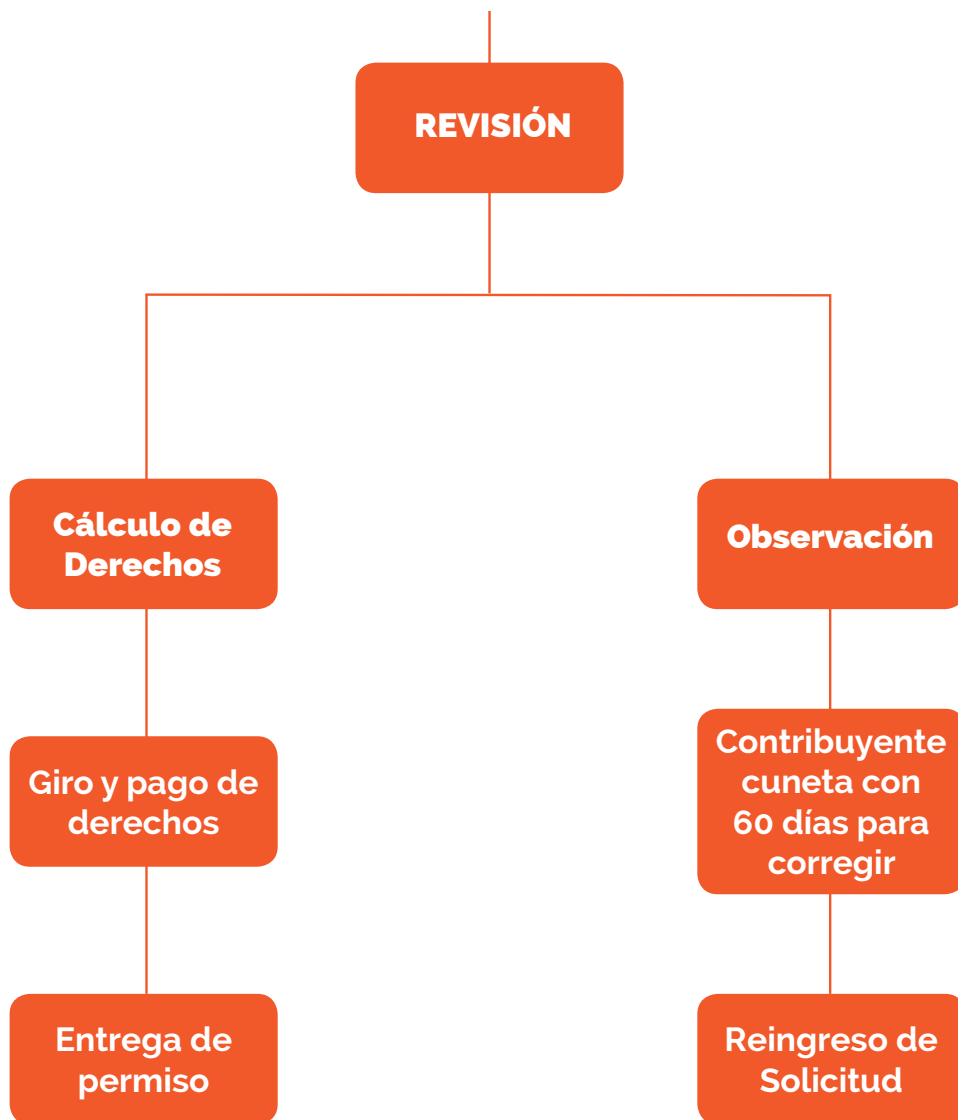 REVISIÓN
Cálculo de
Derechos
Observación
Giro y pago de
derechos
Contribuyente
cuneta con
60 días para
corregir
Entrega de
permiso
Reingreso de
Solicitud